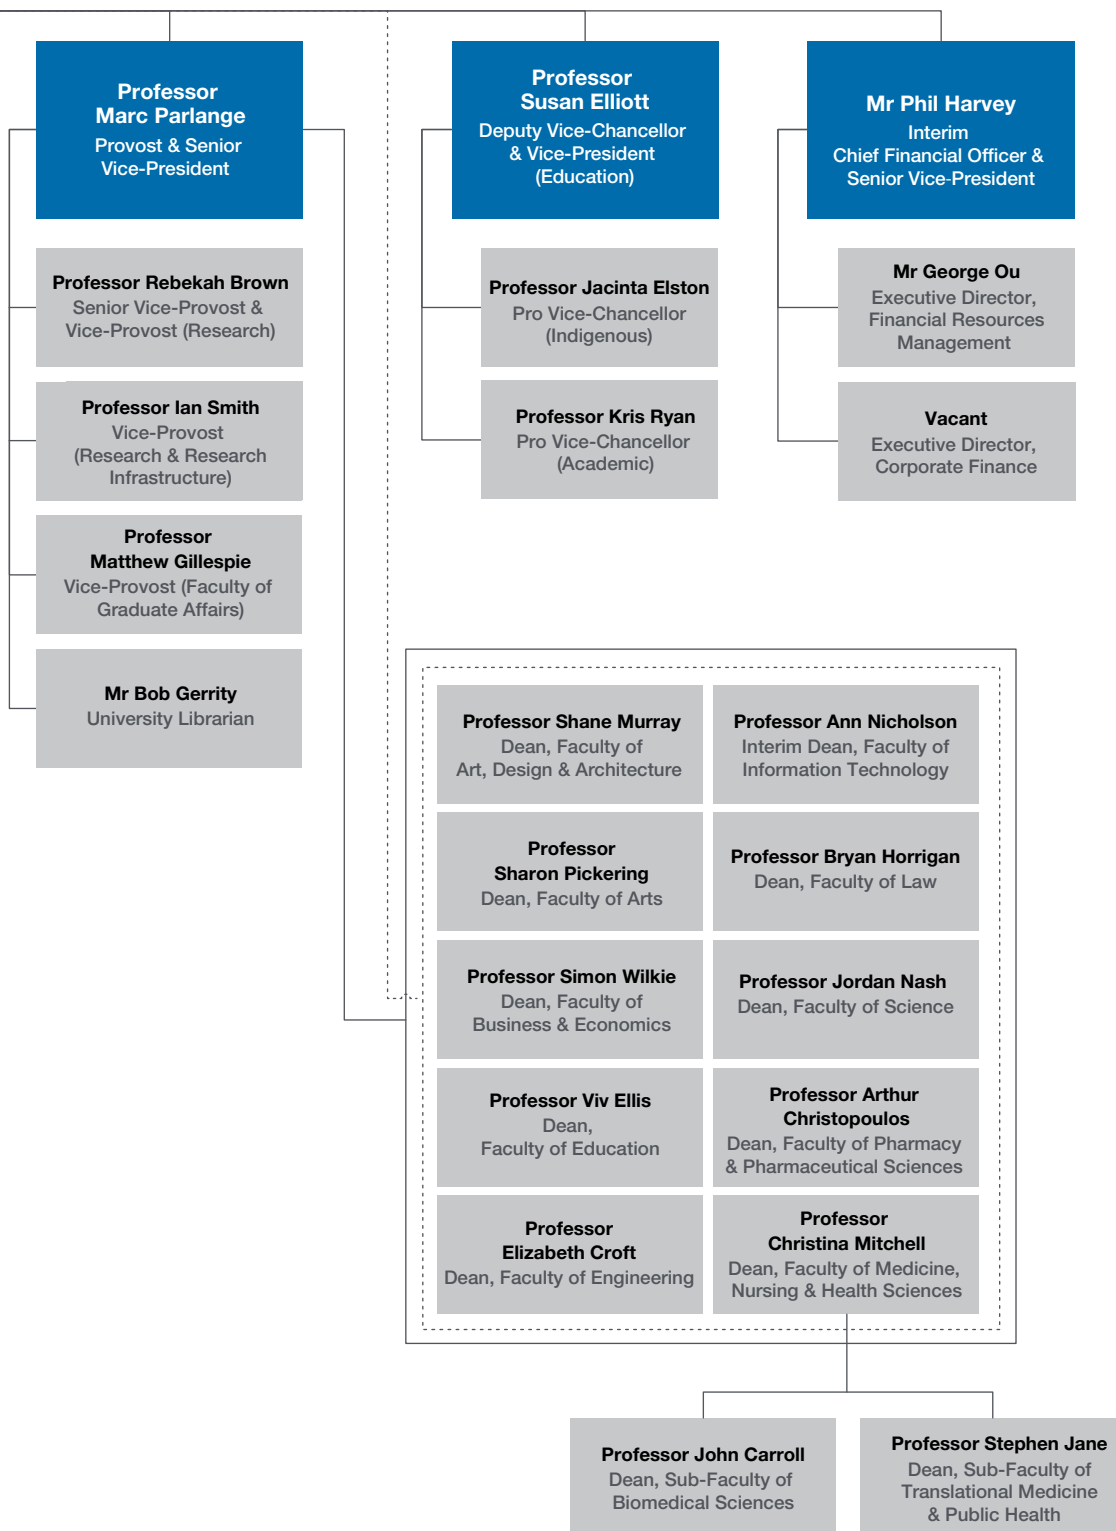 Professor
Marc Parlange
Provost & Senior
Vice-President
Professor
Susan Elliott
Deputy Vice-Chancellor
& Vice-President
(Education)
Mr Phil Harvey
Interim
Chief Financial Officer &
Senior Vice-President
Professor Rebekah Brown
Senior Vice-Provost &
Vice-Provost (Research)
Professor Ian Smith
Vice-Provost
(Research & Research
Infrastructure)
Professor
Matthew Gillespie
Vice-Provost (Faculty of
Graduate Affairs)
Mr Bob Gerrity
University Librarian
Professor Jacinta Elston
Pro Vice-Chancellor
(Indigenous)
Professor Kris Ryan
Pro Vice-Chancellor
(Academic)
Mr George Ou
Executive Director,
Financial Resources
Management
Vacant
Executive Director,
Corporate Finance
Professor Shane Murray
Dean, Faculty of
Art, Design & Architecture
Professor Ann Nicholson
Interim Dean, Faculty of
Information Technology
Professor
Sharon Pickering
Dean, Faculty of Arts
Professor Bryan Horrigan
Dean, Faculty of Law
Professor Simon Wilkie
Dean, Faculty of
Business & Economics
Professor Jordan Nash
Dean, Faculty of Science
Professor Viv Ellis
Dean,
Faculty of Education
Professor Arthur
Christopoulos
Dean, Faculty of Pharmacy
& Pharmaceutical Sciences
Professor
Elizabeth Croft
Dean, Faculty of Engineering
Professor
Christina Mitchell
Dean, Faculty of Medicine,
Nursing & Health Sciences
Professor John Carroll
Dean, Sub-Faculty of
Biomedical Sciences
Professor Stephen Jane
Dean, Sub-Faculty of
Translational Medicine
& Public Health